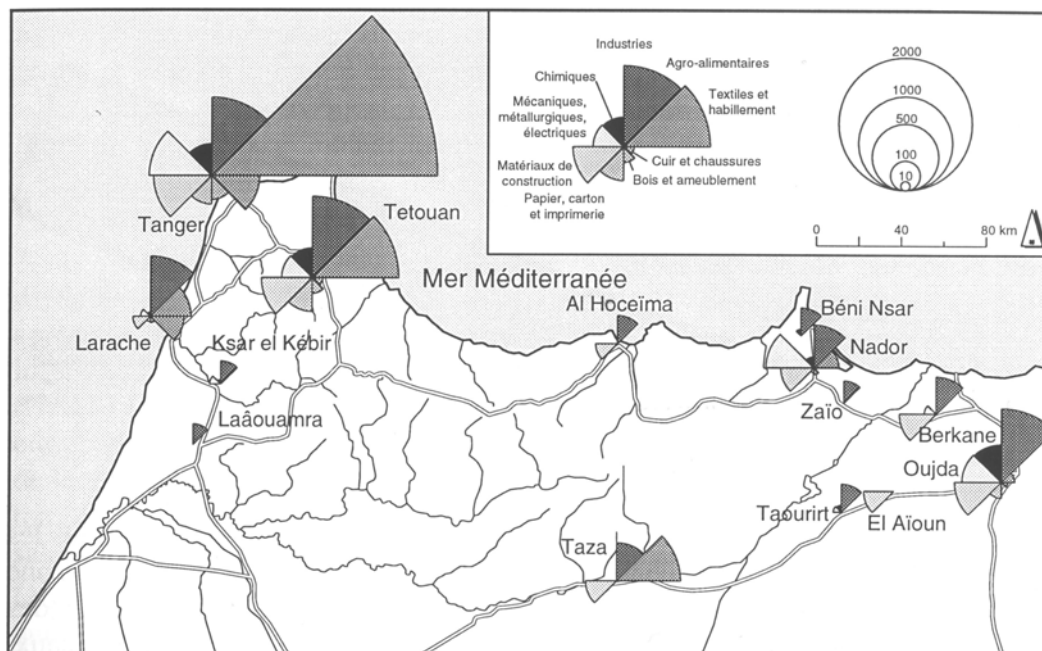 Industries
Agro-alimentaires
Chimiques
Textiles et
habillement
Mécaniques,
métallurgiques,
électriques
Cuir et chaussures
Matériaux de
construction
Bois et ameublement
Papier, carton
et imprimerie
2000
1000
500
100
10
0
40
80 km
Tanger
Tetouan
Mer Méditerranée
Al Hoceïma
Béni Nsar
Larache
Ksar el Kébir
Nador
Zaïo
Laâouamra
Berkane
Oujda
Taourirt
El Aïoun
Taza